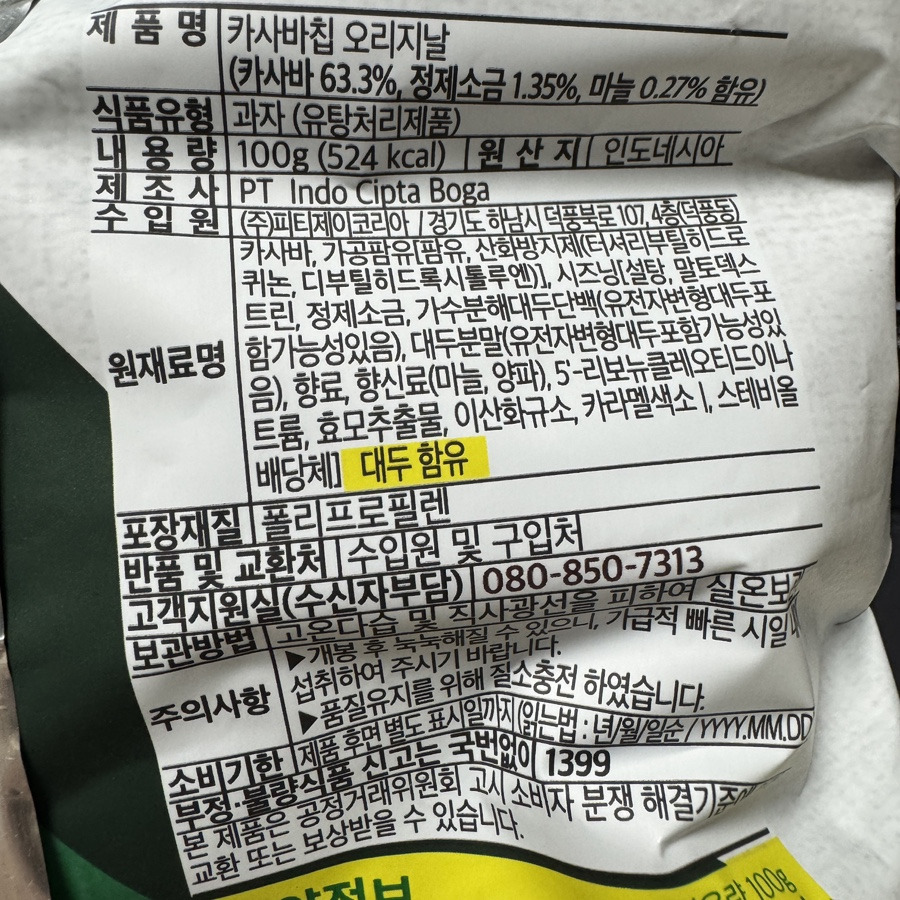 제 품 명 카사바칩 오리지날
(카사바 63.3%, 정제소금 1.35%, 마늘 0.27% 함유)
식품유형 과자 (유탕처리제품)
내 용 량 100g (524 kcal) 원 산 지 인도네시아
제 조 사 PT Indo Cipta Boga
수 입 원 (주)피티제이코리아 / 경기도 하남시 덕풍북로 107, 4층(덕풍동)
원재료명
카사바, 가공팜유[팜유, 산화방지제(터셔리부틸히드로
퀴논, 디부틸히드록시톨루엔)], 시즈닝[설탕, 말토덱스
트린, 정제소금, 가수분해대두단백(유전자변형대두포
함가능성있음), 대두분말(유전자변형대두포함가능성있
음), 향료, 향신료(마늘, 양파), 5'-리보뉴클레오티드이나
트륨, 효모추출물, 이산화규소, 카라멜색소 I, 스테비올
배당체] 대두 함유
포장재질 폴리프로필렌
반품 및 교환처 수입원 및 구입처
고객지원실(수신자부담) 080-850-7313
보관방법 고온다습 및 직사광선을 피하여 실온보
주의사항
▶개봉 후 눅눅해질 수 있으니, 가급적 빠른 시일
섭취하여 주시기 바랍니다.
▶품질유지를 위해 질소충전 하였습니다.
소비기한 제품 후면 별도 표시일까지 (읽는법 : 년/월/일순 / YYYY.MM.DD
부정·불량식품 신고는 국번없이 1399
본 제품은 공정거래위원회 고시 소비자 분쟁 해결기준에
교환 또는 보상받을 수 있습니다.
100g